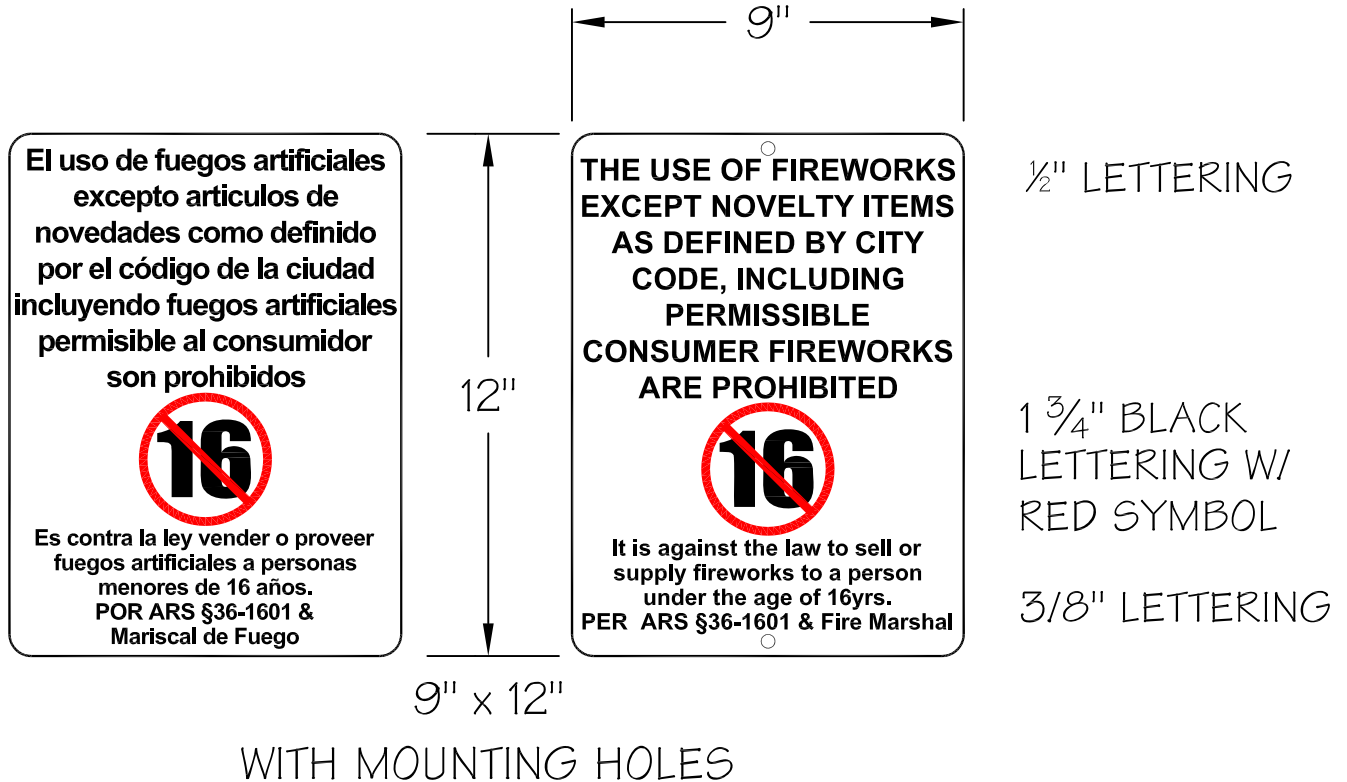 9"
El uso de fuegos artificiales
excepto articulos de
novedades como definido
por el código de la ciudad
incluyendo fuegos artificiales
permisible al consumidor
son prohibidos
16
Es contra la ley vender o proveer
fuegos artificiales a personas
menores de 16 años.
POR ARS §36-1601 &
Mariscal de Fuego
12"
THE USE OF FIREWORKS
EXCEPT NOVELTY ITEMS
AS DEFINED BY CITY
CODE, INCLUDING
PERMISSIBLE
CONSUMER FIREWORKS
ARE PROHIBITED
16
It is against the law to sell or
supply fireworks to a person
under the age of 16yrs.
PER ARS §36-1601 & Fire Marshal
½" LETTERING
1 ¾" BLACK
LETTERING W/
RED SYMBOL
3/8" LETTERING
9" x 12"
WITH MOUNTING HOLES